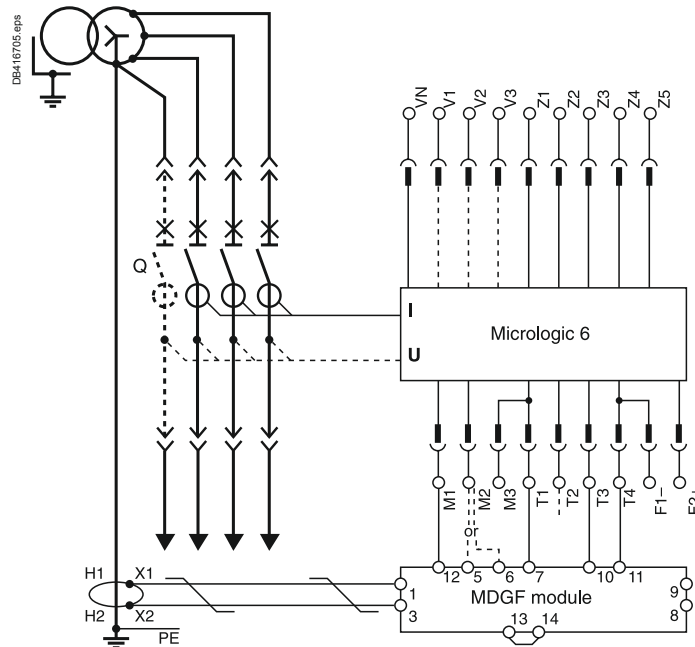 DB416705.eps
VN
V1
V2
V3
Z1
Z2
Z3
Z4
Z5
Q
I
U
Micrologic 6
M1
M2
M3
T1
T2
T3
T4
F1–
or
12
5
6
7
10
11
H1
X1
H2
X2
PE
1
3
MDGF module
9
8
13
14